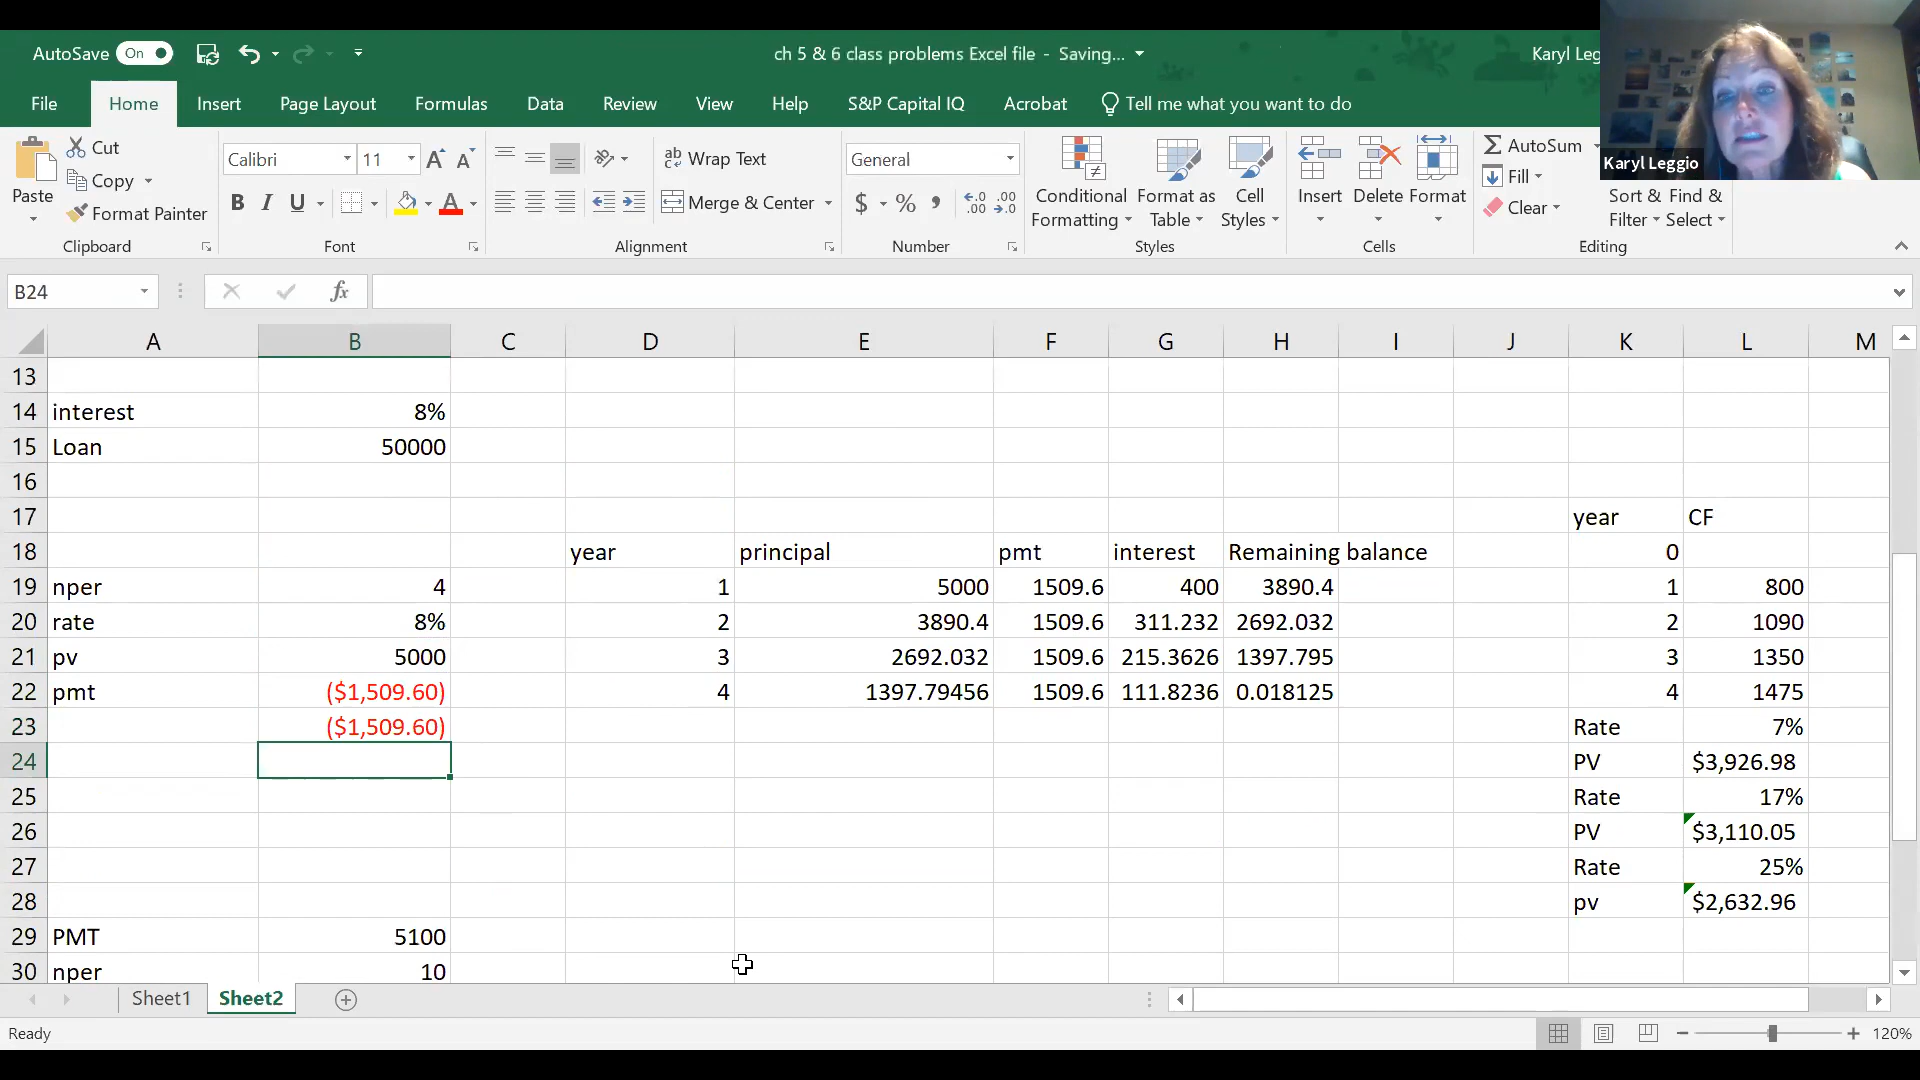 AutoSave On ch 5 & 6 class problems Excel file - Saving... Karyl Leg
File Home Insert Page Layout Formulas Data Review View Help S&P Capital IQ Acrobat Tell me what you want to do
Cut
Copy
Format Painter
Paste
Clipboard
Calibri 11
B I U
Font
ab Wrap Text
Merge & Center
Alignment
General
$ % ,
Number
Conditional Formatting
Format as Table
Cell Styles
Styles
Insert Delete Format
Cells
AutoSum
Fill
Clear
Sort & Filter
Find & Select
Editing
Karyl Leggio
B24 fx
A B C D E F G H I J K L M
13
14 interest 8%
15 Loan 50000
16
17 year CF
18 year principal pmt interest Remaining balance 0
19 nper 4 1 5000 1509.6 400 3890.4 1 800
20 rate 8% 2 3890.4 1509.6 311.232 2692.032 2 1090
21 pv 5000 3 2692.032 1509.6 215.3626 1397.795 3 1350
22 pmt ($1,509.60) 4 1397.79456 1509.6 111.8236 0.018125 4 1475
23 ($1,509.60) Rate 7%
24 PV $3,926.98
25 Rate 17%
26 PV $3,110.05
27 Rate 25%
28 pv $2,632.96
29 PMT 5100
30 nper 10
Sheet1 Sheet2
Ready 120%